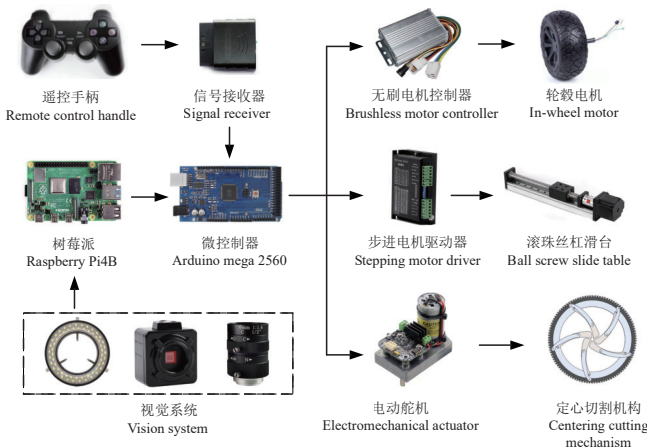 遥控手柄
Remote control handle
信号接收器
Signal receiver
无刷电机控制器
Brushless motor controller
轮毂电机
In-wheel motor
树莓派
Raspberry Pi4B
微控制器
Arduino mega 2560
步进电机驱动器
Stepping motor driver
滚珠丝杠滑台
Ball screw slide table
视觉系统
Vision system
电动舵机
Electromechanical actuator
定心切割机构
Centering cutting
mechanism